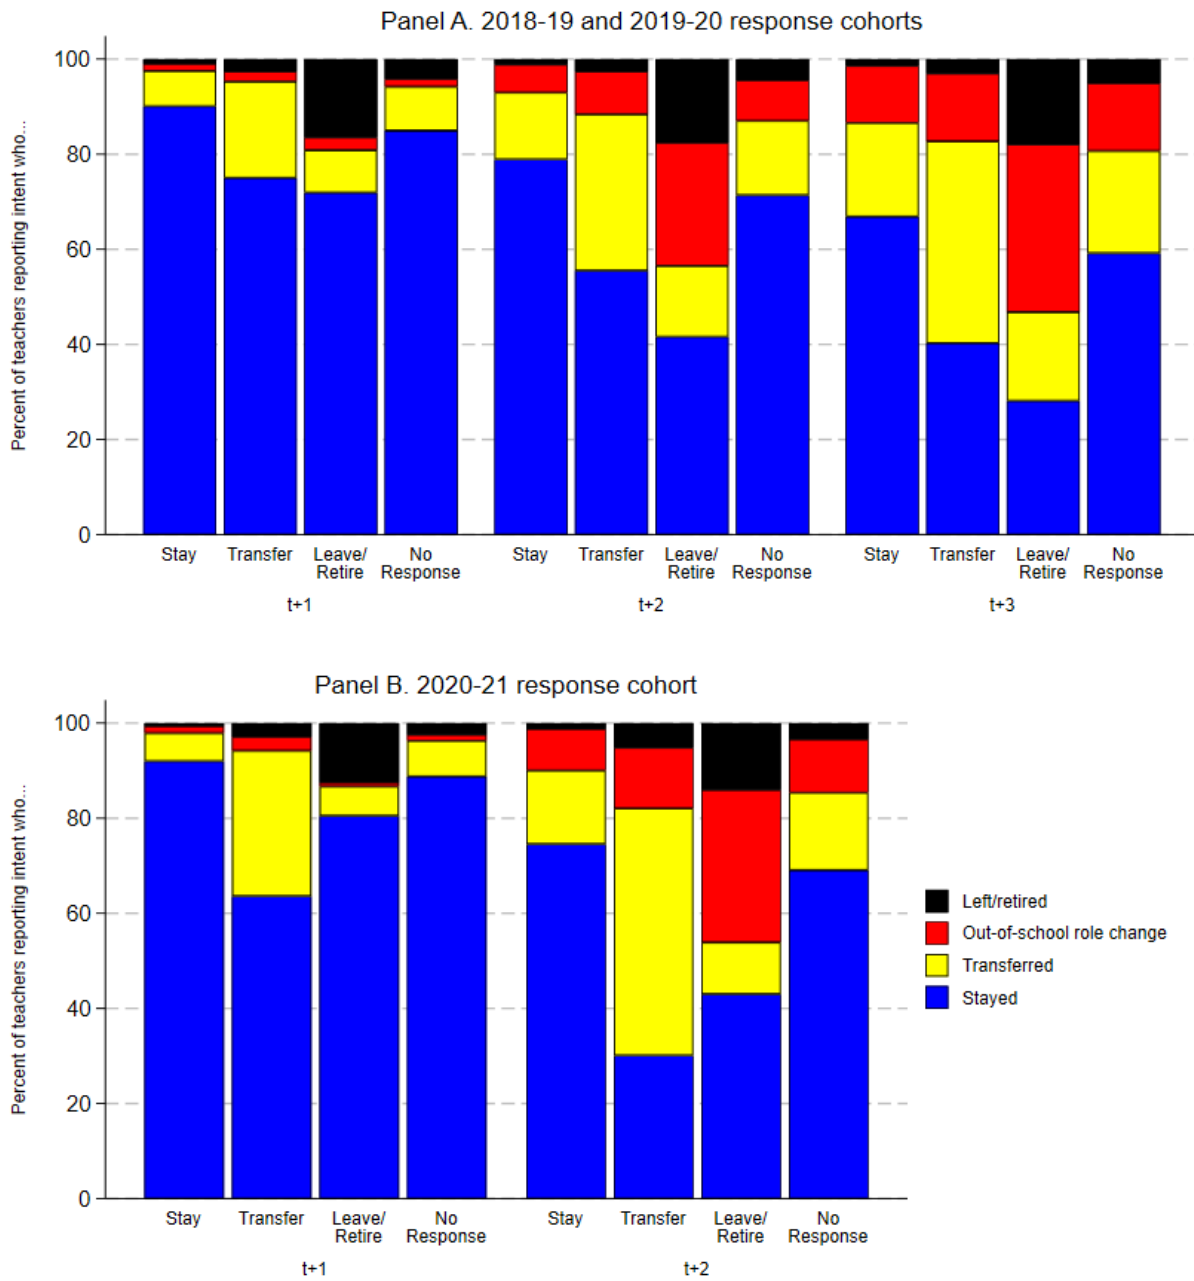 Panel A. 2018-19 and 2019-20 response cohorts
Percent of teachers reporting intent who...
100
80
60
40
20
0
Stay Transfer Leave/ No Stay Transfer Leave/ No Stay Transfer Leave/ No
Retire Response Retire Response Retire Response
t+1 t+2 t+3
Panel B. 2020-21 response cohort
Percent of teachers reporting intent who...
100
80
60
40
20
0
Stay Transfer Leave/ No Stay Transfer Leave/ No
Retire Response Retire Response
t+1 t+2
Left/retired
Out-of-school role change
Transferred
Stayed